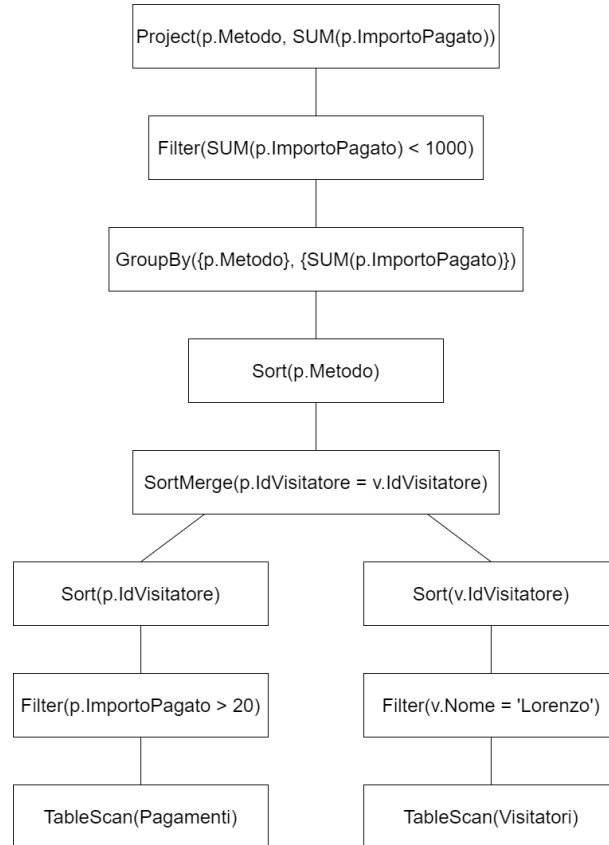 Project(p.Metodo, SUM(p.ImportoPagato))
Filter(SUM(p.ImportoPagato) < 1000)
GroupBy({p.Metodo}, {SUM(p.ImportoPagato)})
Sort(p.Metodo)
SortMerge(p.IdVisitatore = v.IdVisitatore)
Sort(p.IdVisitatore)
Sort(v.IdVisitatore)
Filter(p.ImportoPagato > 20)
Filter(v.Nome = 'Lorenzo')
TableScan(Pagamenti)
TableScan(Visitatori)